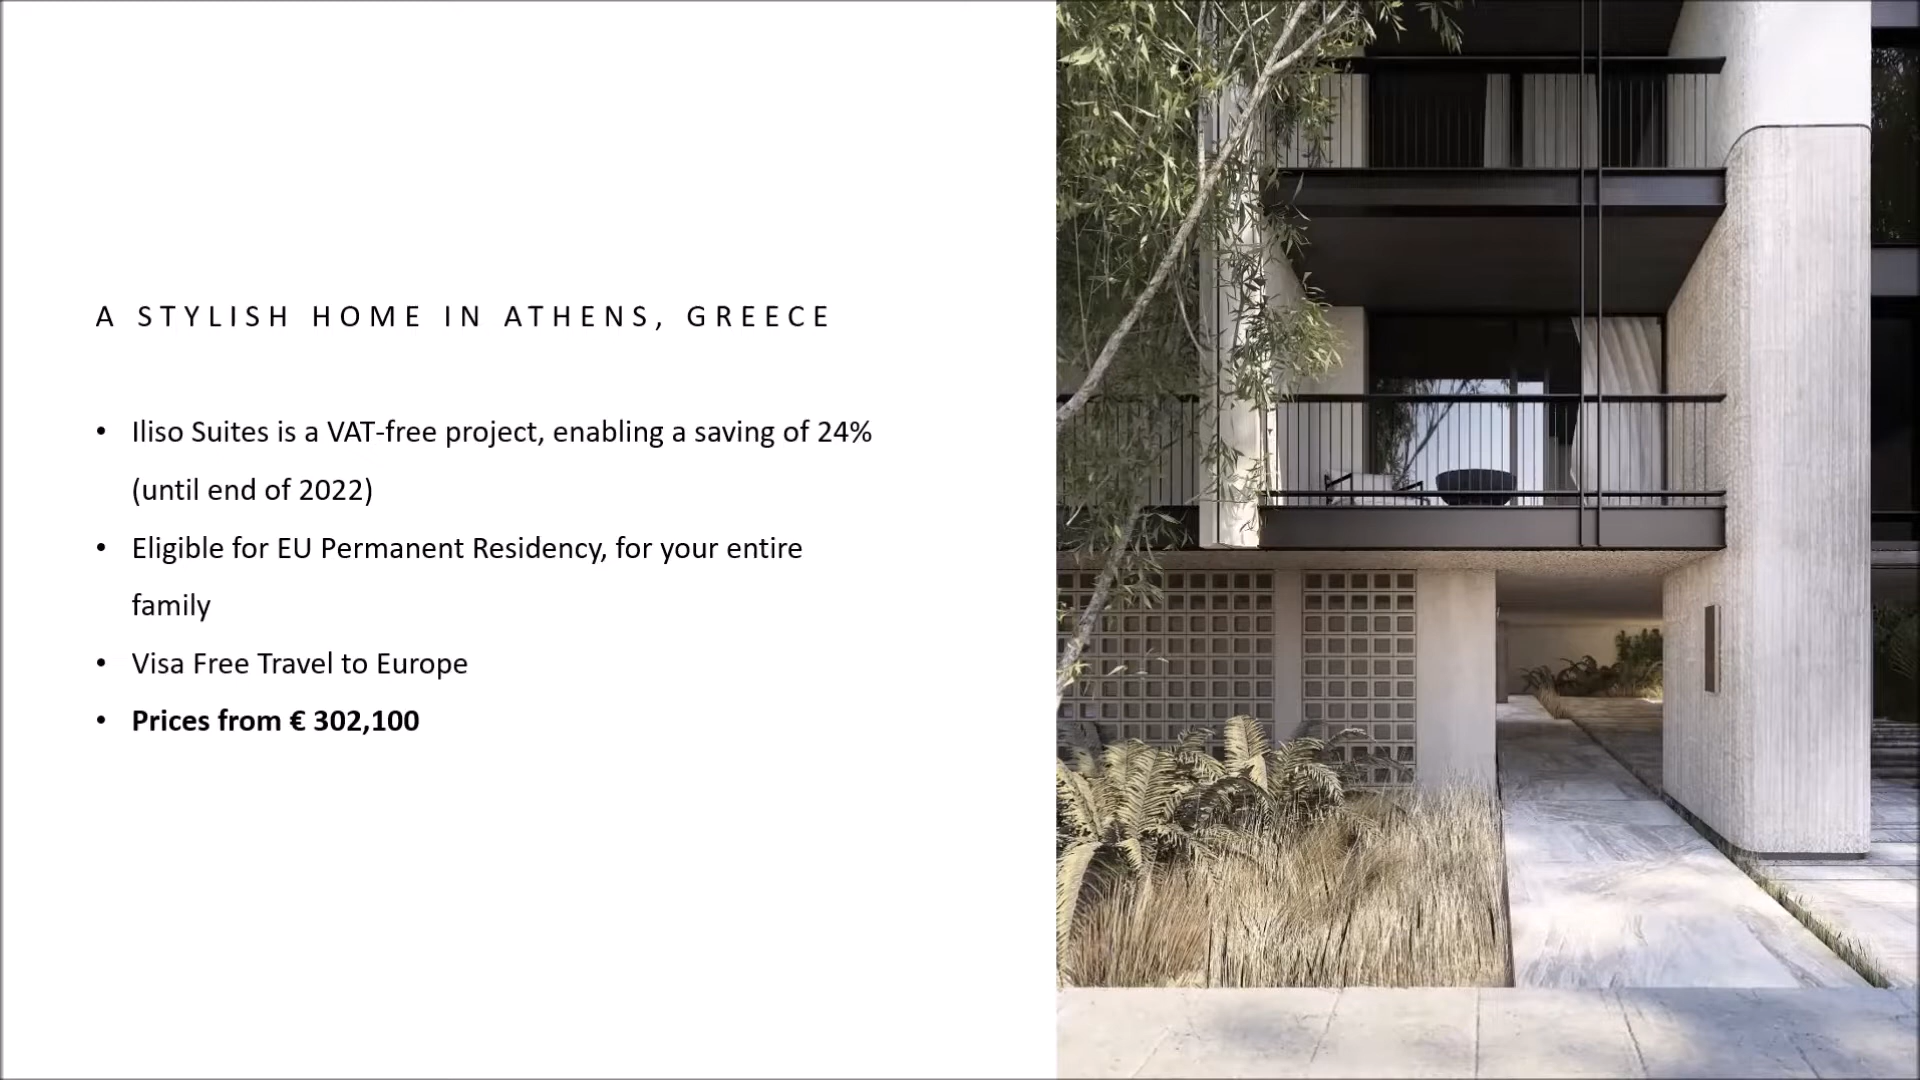 A STYLISH HOME IN ATHENS, GREECE
• Iliso Suites is a VAT-free project, enabling a saving of 24%
(until end of 2022)
• Eligible for EU Permanent Residency, for your entire
family
• Visa Free Travel to Europe
• Prices from € 302,100